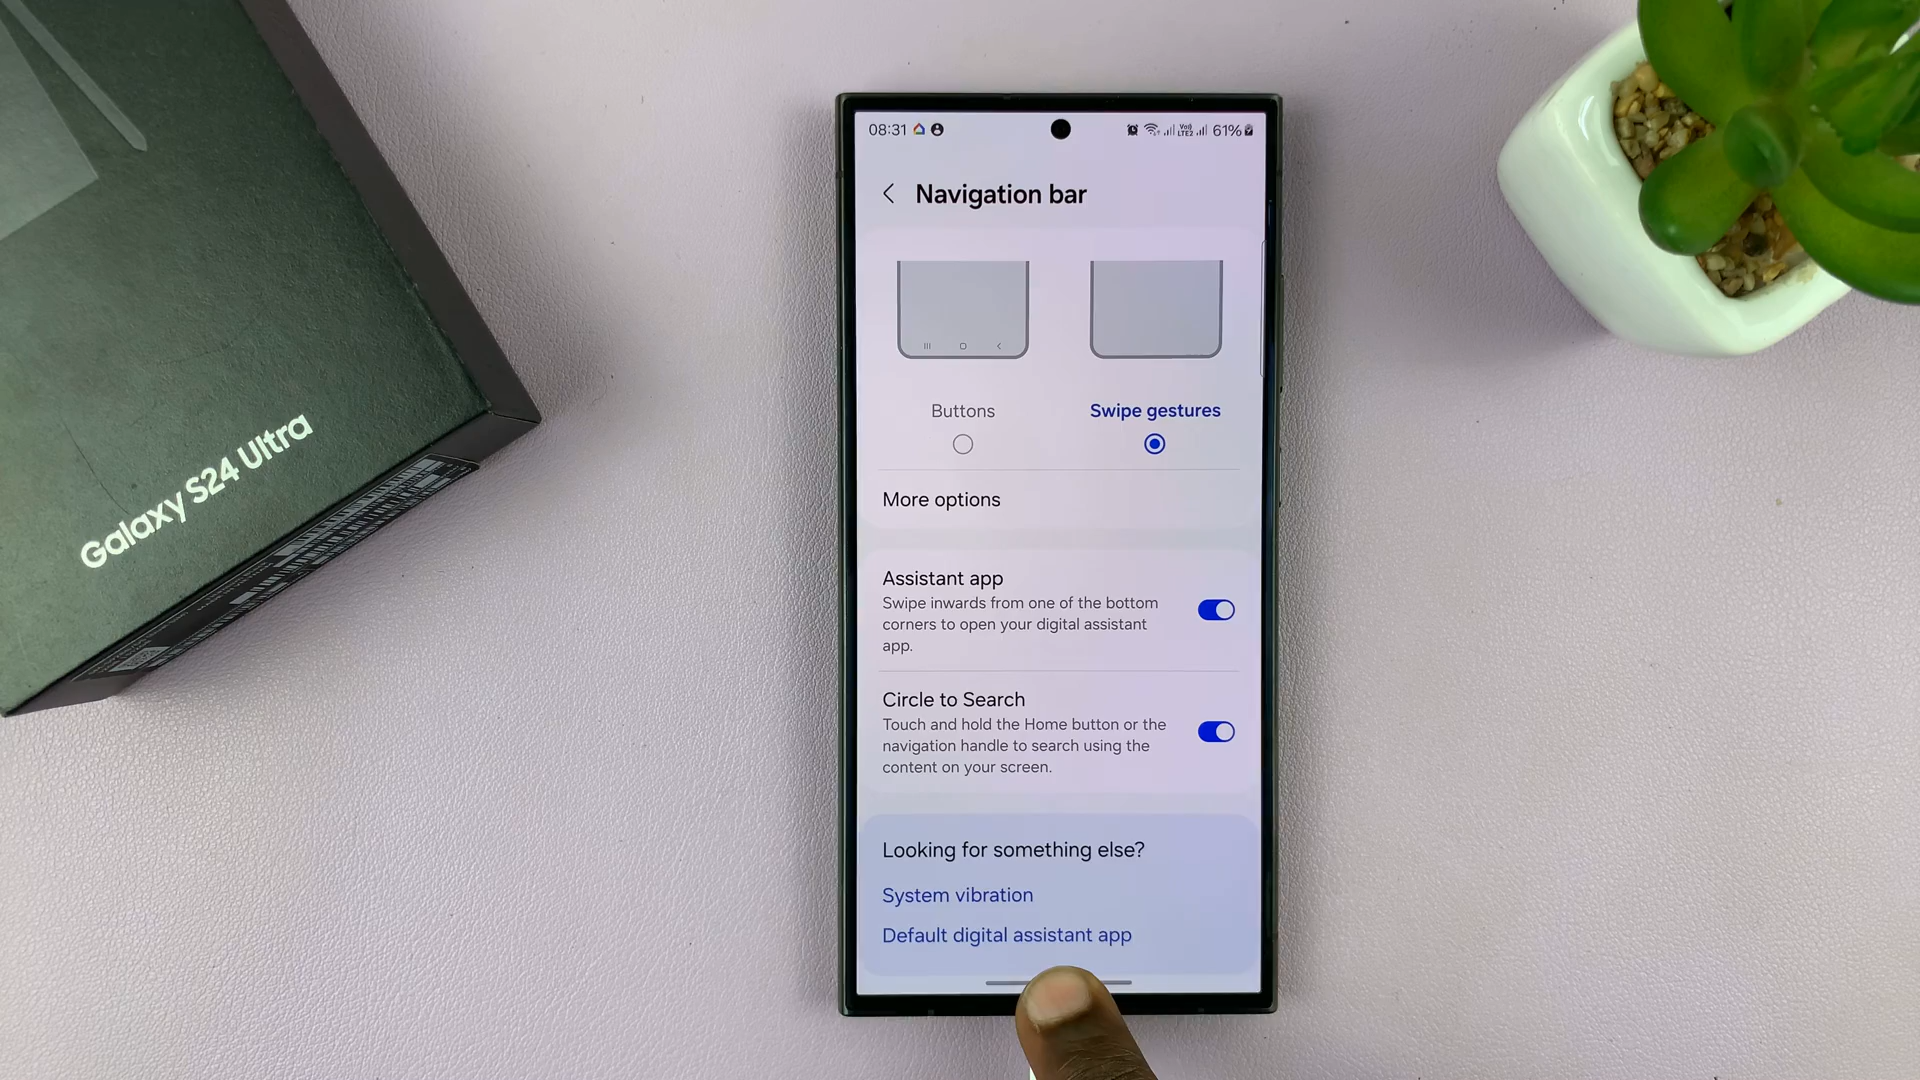 Galaxy S24 Ultra
08:31
61%
Navigation bar
Buttons
Swipe gestures
More options
Assistant app
Swipe inwards from one of the bottom
corners to open your digital assistant
app.
Circle to Search
Touch and hold the Home button or the
navigation handle to search using the
content on your screen.
Looking for something else?
System vibration
Default digital assistant app